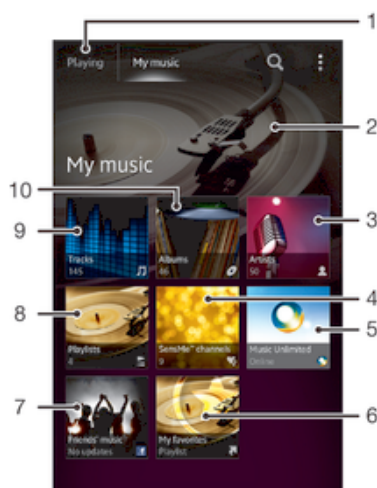 1
Playing My music
2
My music
10
9
3
Tracks
145
Albums
46
Artists
50
8
4
5
Playlists
4
SensMe™ channels
9
Music Unlimited
Online
7
6
Friends' music
No updates
My favorites
Playlist